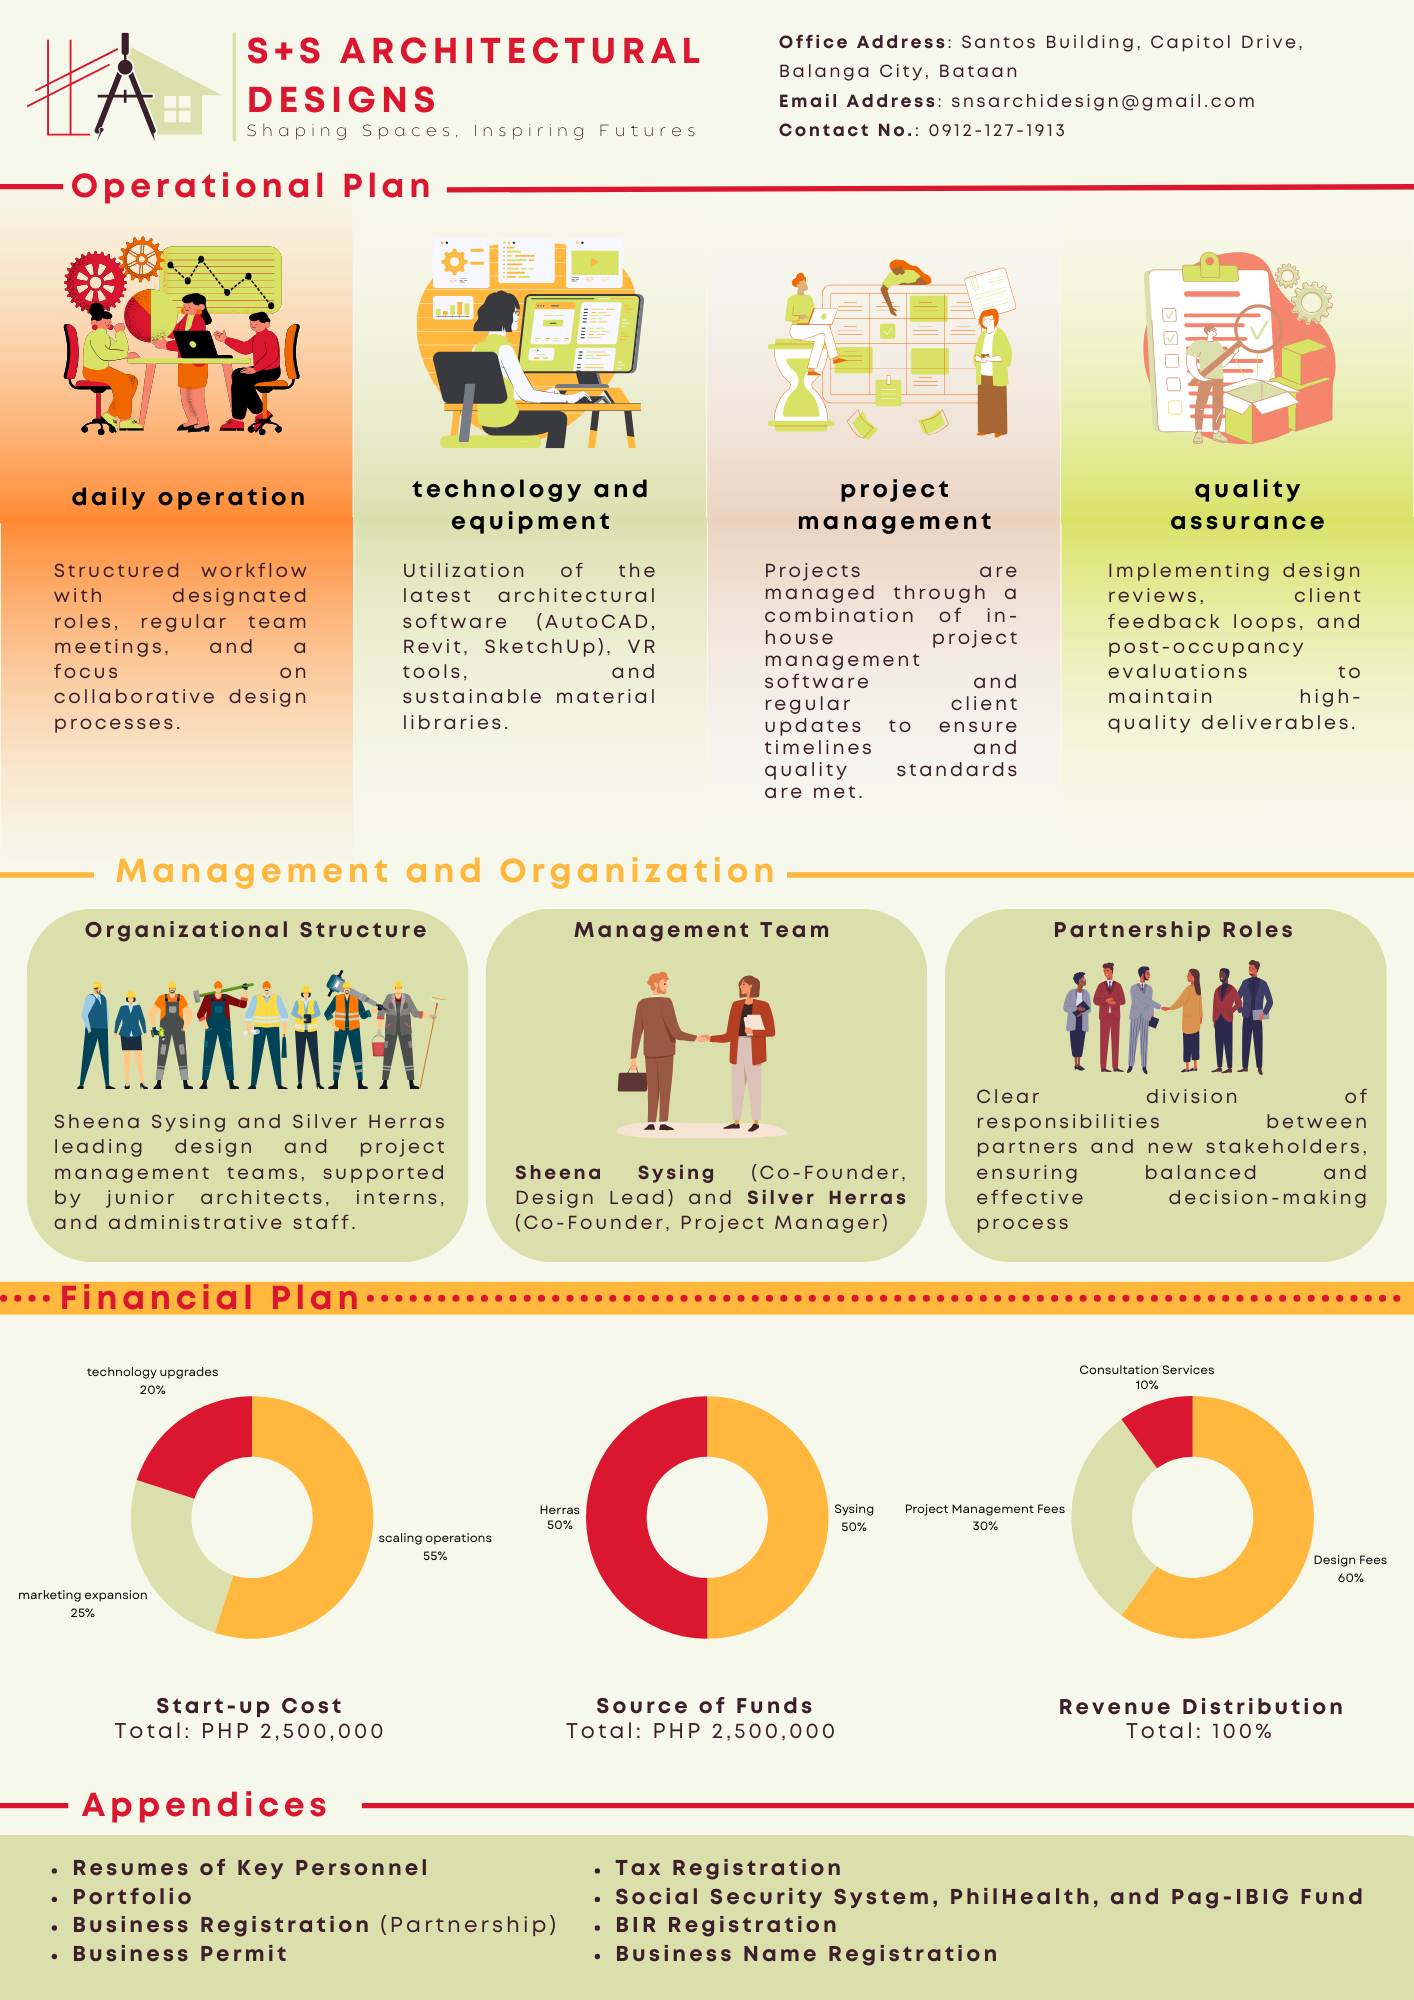 S+S ARCHITECTURAL
DESIGNS
Shaping Spaces, Inspiring Futures
Office Address: Santos Building, Capitol Drive,
Balanga City, Bataan
Email Address: snsarchidesign@gmail.com
Contact No.: 0912-127-1913
Operational Plan
daily operation
Structured workflow
with designated
roles, regular team
meetings, and a
focus on
collaborative design
processes.
technology and
equipment
Utilization of the
latest architectural
software (AutoCAD,
Revit, SketchUp), VR
tools, and
sustainable material
libraries.
project
management
Projects are
managed through a
combination of in-
house project
management
software and
regular client
updates to ensure
timelines and
quality standards
are met.
quality
assurance
Implementing design
reviews, client
feedback loops, and
post-occupancy
evaluations to
maintain high-
quality deliverables.
Management and Organization
Organizational Structure
Sheena Sysing and Silver Herras
leading design and project
management teams, supported
by junior architects, interns,
and administrative staff.
Management Team
Sheena Sysing (Co-Founder,
Design Lead) and Silver Herras
(Co-Founder, Project Manager)
Partnership Roles
Clear division of
responsibilities between
partners and new stakeholders,
ensuring balanced and
effective decision-making
process
Financial Plan
technology upgrades
20%
scaling operations
55%
marketing expansion
25%
Start-up Cost
Total: PHP 2,500,000
Herras
50%
Sysing
50%
Source of Funds
Total: PHP 2,500,000
Consultation Services
10%
Project Management Fees
30%
Design Fees
60%
Revenue Distribution
Total: 100%
Appendices
• Resumes of Key Personnel
• Portfolio
• Business Registration (Partnership)
• Business Permit
• Tax Registration
• Social Security System, PhilHealth, and Pag-IBIG Fund
• BIR Registration
• Business Name Registration